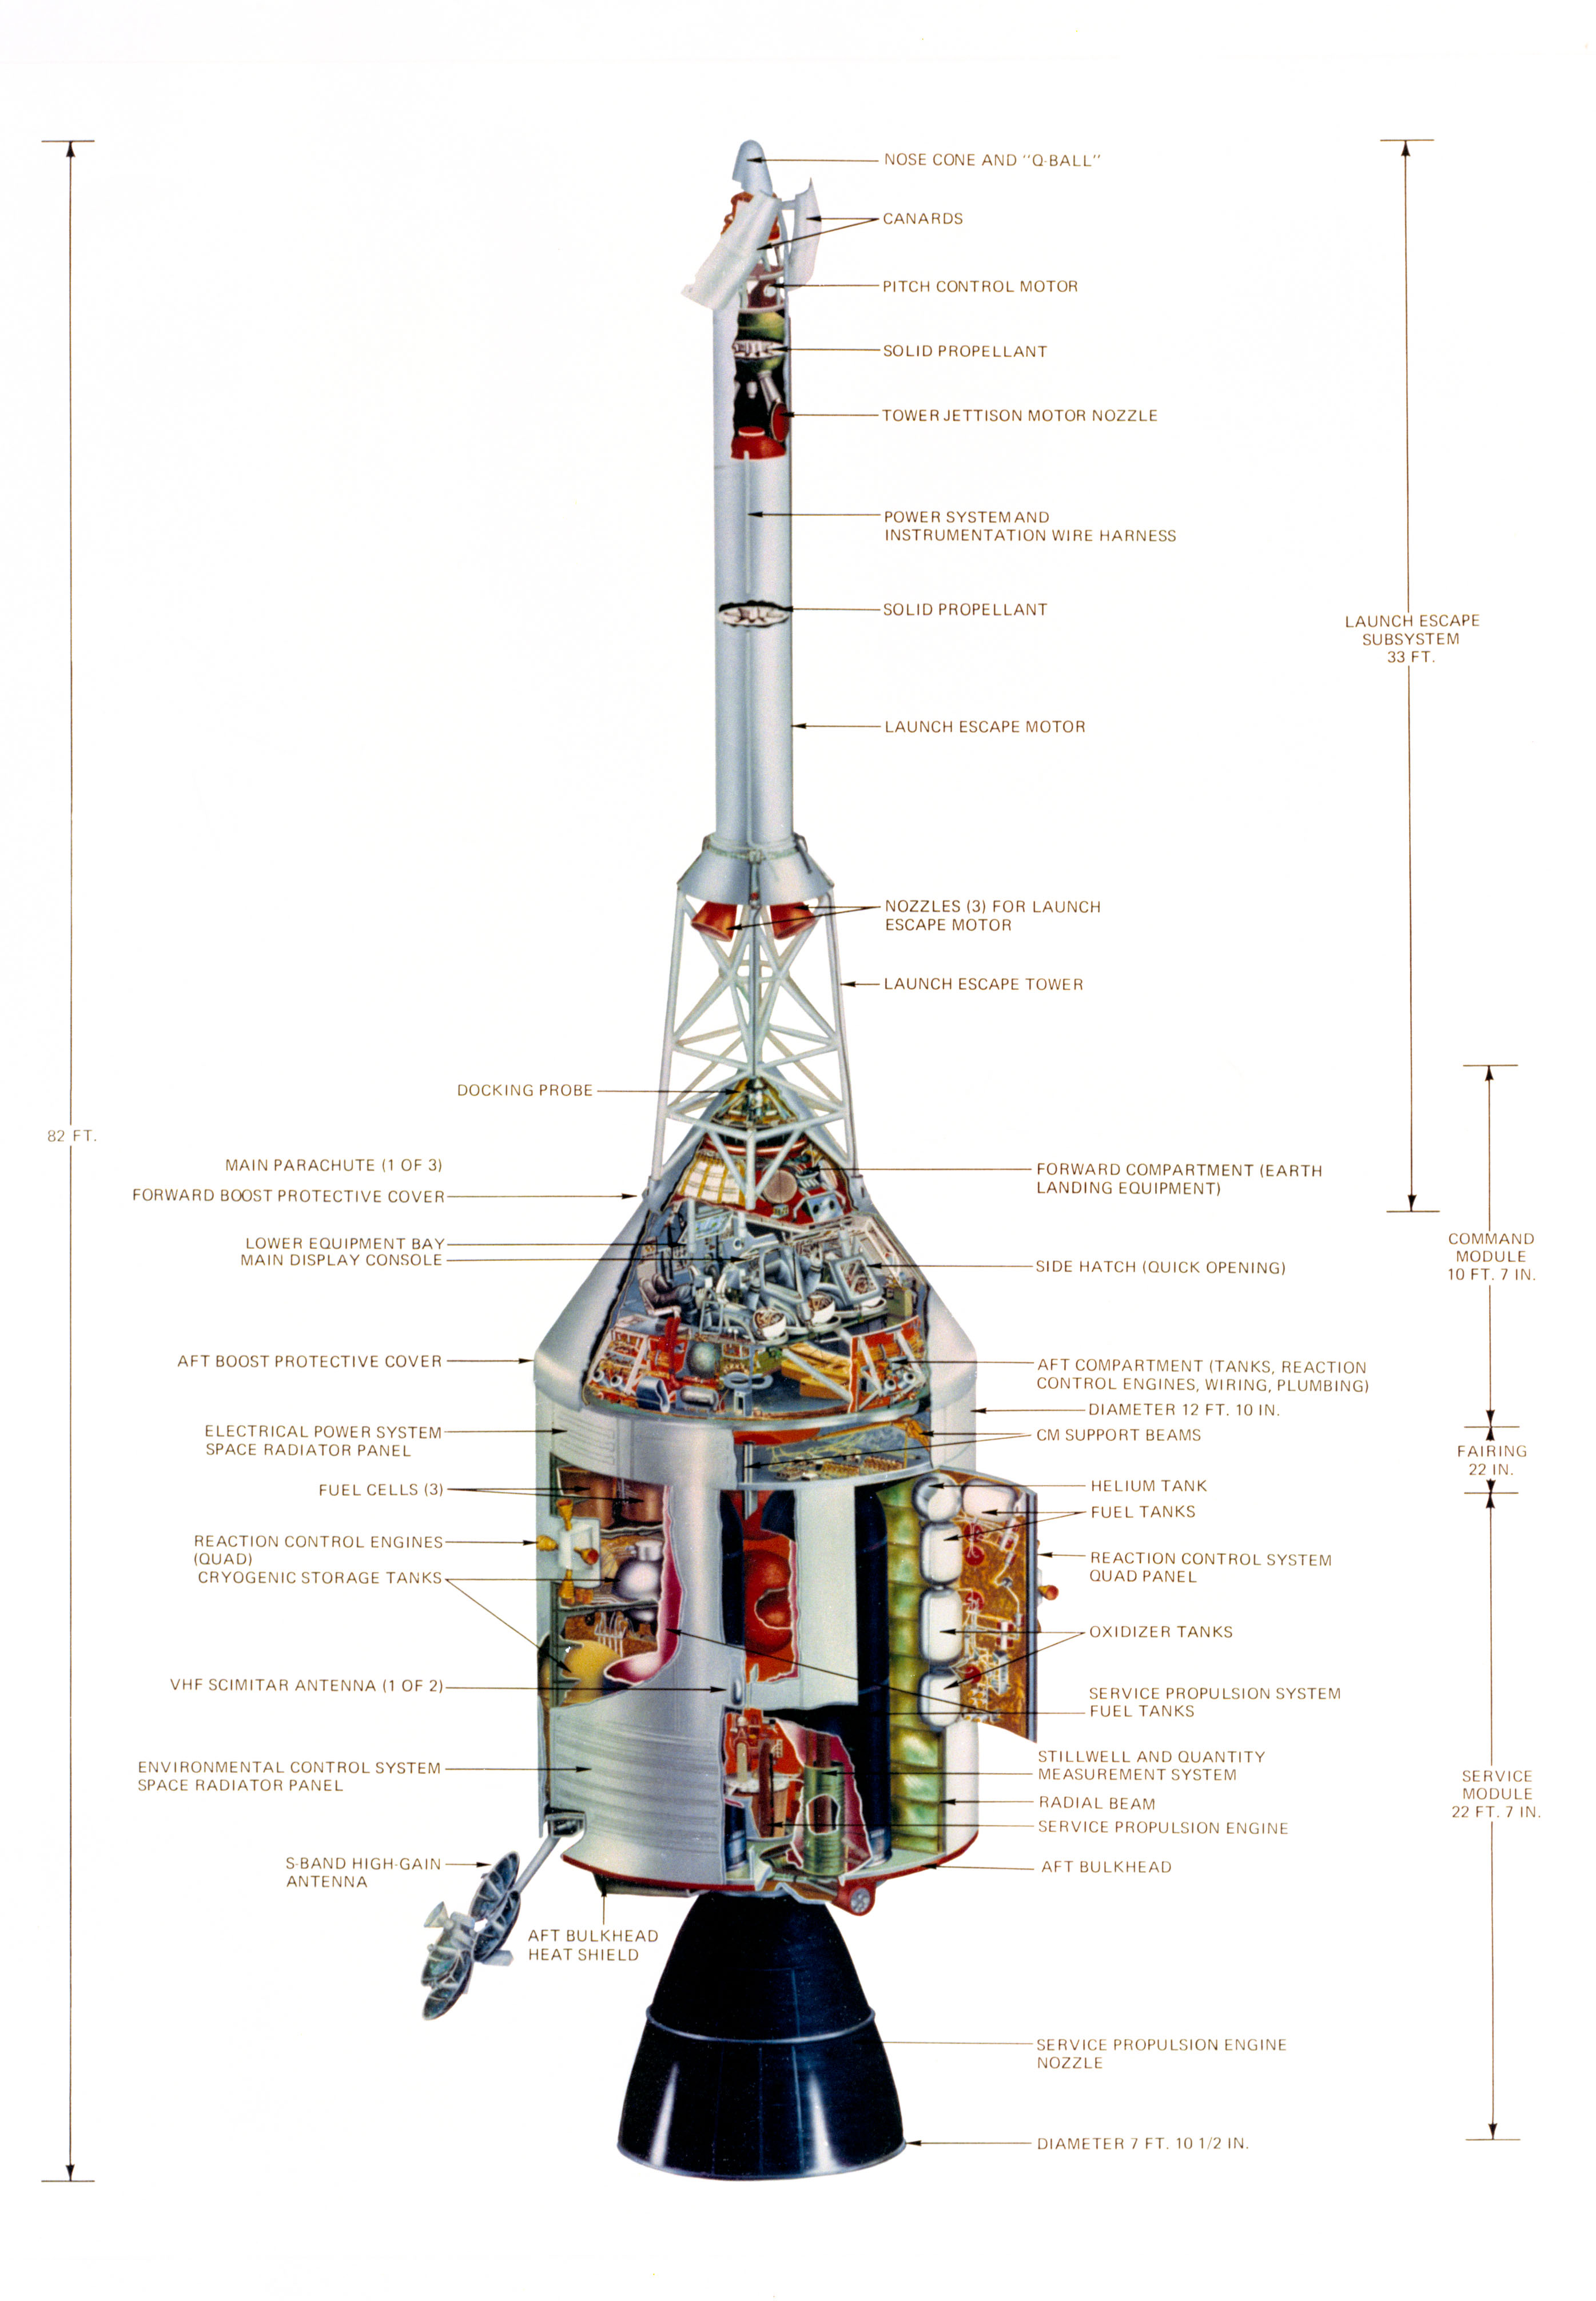 NOSE CONE AND "Q-BALL"
CANARDS
PITCH CONTROL MOTOR
SOLID PROPELLANT
TOWER JETTISON MOTOR NOZZLE
POWER SYSTEM AND
INSTRUMENTATION WIRE HARNESS
SOLID PROPELLANT
LAUNCH ESCAPE
SUBSYSTEM
33 FT.
LAUNCH ESCAPE MOTOR
NOZZLES (3) FOR LAUNCH
ESCAPE MOTOR
LAUNCH ESCAPE TOWER
DOCKING PROBE
82 FT.
MAIN PARACHUTE (1 OF 3)
FORWARD BOOST PROTECTIVE COVER
FORWARD COMPARTMENT (EARTH
LANDING EQUIPMENT)
LOWER EQUIPMENT BAY
MAIN DISPLAY CONSOLE
SIDE HATCH (QUICK OPENING)
COMMAND
MODULE
10 FT. 7 IN.
AFT BOOST PROTECTIVE COVER
AFT COMPARTMENT (TANKS, REACTION
CONTROL ENGINES, WIRING, PLUMBING)
DIAMETER 12 FT. 10 IN.
ELECTRICAL POWER SYSTEM
SPACE RADIATOR PANEL
CM SUPPORT BEAMS
FAIRING
22 IN.
FUEL CELLS (3)
HELIUM TANK
FUEL TANKS
REACTION CONTROL ENGINES
(QUAD)
CRYOGENIC STORAGE TANKS
REACTION CONTROL SYSTEM
QUAD PANEL
OXIDIZER TANKS
VHF SCIMITAR ANTENNA (1 OF 2)
SERVICE PROPULSION SYSTEM
FUEL TANKS
ENVIRONMENTAL CONTROL SYSTEM
SPACE RADIATOR PANEL
STILLWELL AND QUANTITY
MEASUREMENT SYSTEM
RADIAL BEAM
SERVICE PROPULSION ENGINE
SERVICE
MODULE
22 FT. 7 IN.
S-BAND HIGH-GAIN
ANTENNA
AFT BULKHEAD
AFT BULKHEAD
HEAT SHIELD
SERVICE PROPULSION ENGINE
NOZZLE
DIAMETER 7 FT. 10 1/2 IN.